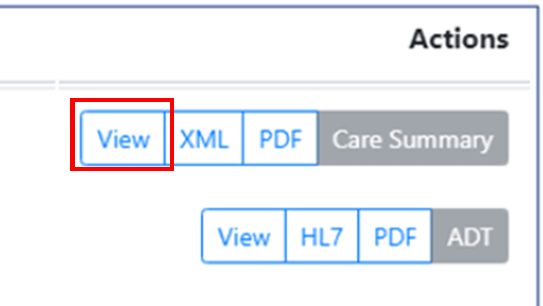 Actions
View XML PDF Care Summary
View HL7 PDF ADT